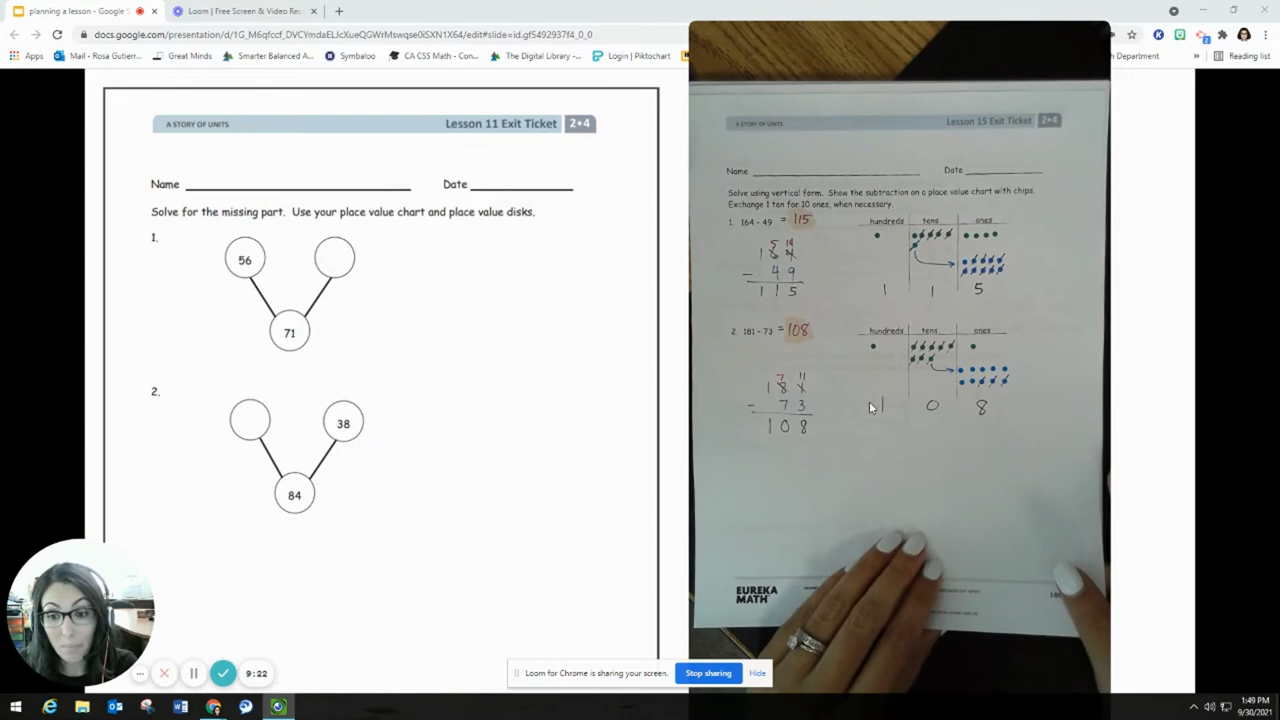 planning a lesson - Google S
Loom | Free Screen & Video Rec
docs.google.com/presentation/d/1G_M6qfccf_DVCYmdaELJcXueQGWrMswqse0iSXN1X64/edit#slide=id.gf5492937f4_0_0
Apps
Mail - Rosa Gutierr...
Great Minds
Smarter Balanced A...
Symbaloo
CA CSS Math - Con...
The Digital Library -...
Login | Piktochart
Department
»
Reading list
A STORY OF UNITS
Lesson 11 Exit Ticket 2•4
Name
Date
Solve for the missing part. Use your place value chart and place value disks.
1.
56
71
2.
38
84
A STORY OF UNITS
Lesson 15 Exit Ticket 2•4
Name
Date
Solve using vertical form. Show the subtraction on a place value chart with chips.
Exchange 1 ten for 10 ones, when necessary.
1. 164 - 49 = 115
hundreds tens ones
5 14
1 6 4
- 4 9
1 1 5
1 1 5
2. 181 - 73 = 108
hundreds tens ones
7 11
1 8 1
- 7 3
1 0 8
1 0 8
EUREKA
MATH
9:22
Loom for Chrome is sharing your screen.
Stop sharing
Hide
1:49 PM
9/30/2021